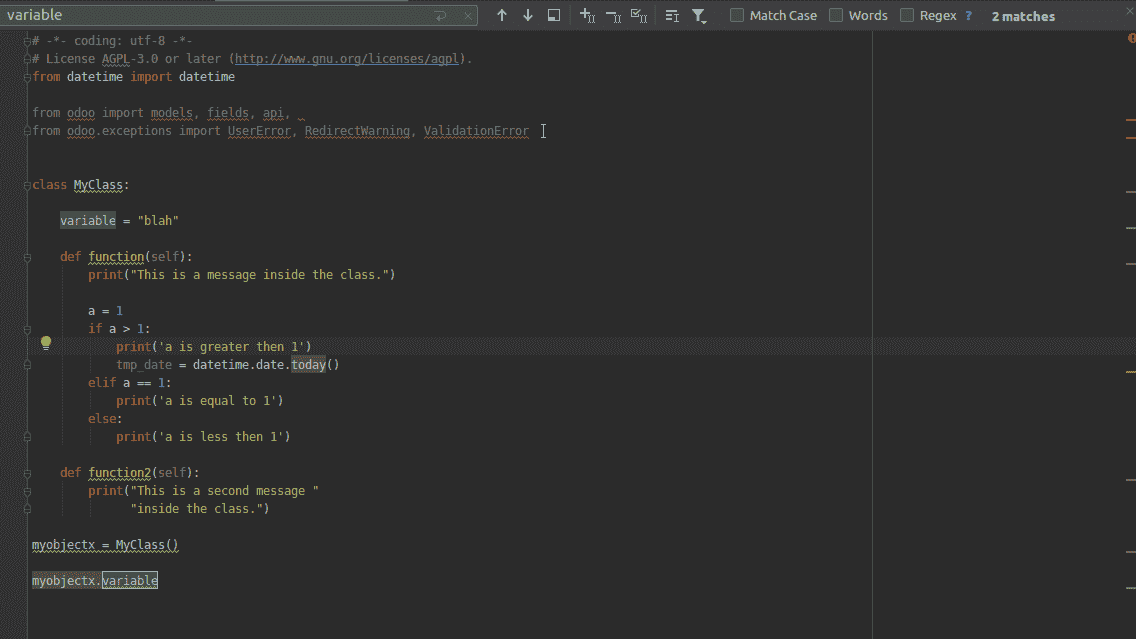 variable
Match Case Words Regex ? 2 matches
# -*- coding: utf-8 -*-
# License AGPL-3.0 or later (http://www.gnu.org/licenses/agpl).
from datetime import datetime
from odoo import models, fields, api, _
from odoo.exceptions import UserError, RedirectWarning, ValidationError
class MyClass:
variable = "blah"
def function(self):
print("This is a message inside the class.")
a = 1
if a > 1:
print('a is greater then 1')
tmp_date = datetime.date.today()
elif a == 1:
print('a is equal to 1')
else:
print('a is less then 1')
def function2(self):
print("This is a second message "
"inside the class.")
myobjectx = MyClass()
myobjectx.variable